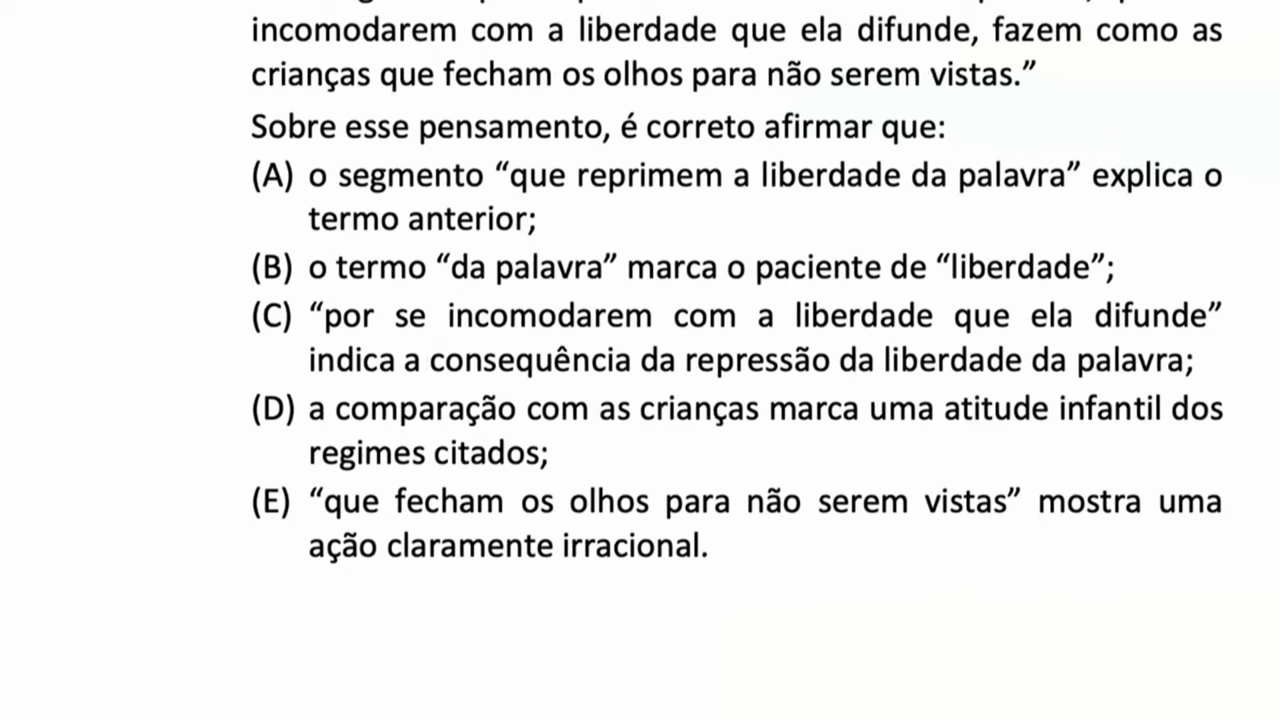 incomodarem com a liberdade que ela difunde, fazem como as
crianças que fecham os olhos para não serem vistas.”
Sobre esse pensamento, é correto afirmar que:
(A) o segmento “que reprimem a liberdade da palavra” explica o
termo anterior;
(B) o termo “da palavra” marca o paciente de “liberdade”;
(C) “por se incomodarem com a liberdade que ela difunde”
indica a consequência da repressão da liberdade da palavra;
(D) a comparação com as crianças marca uma atitude infantil dos
regimes citados;
(E) “que fecham os olhos para não serem vistas” mostra uma
ação claramente irracional.